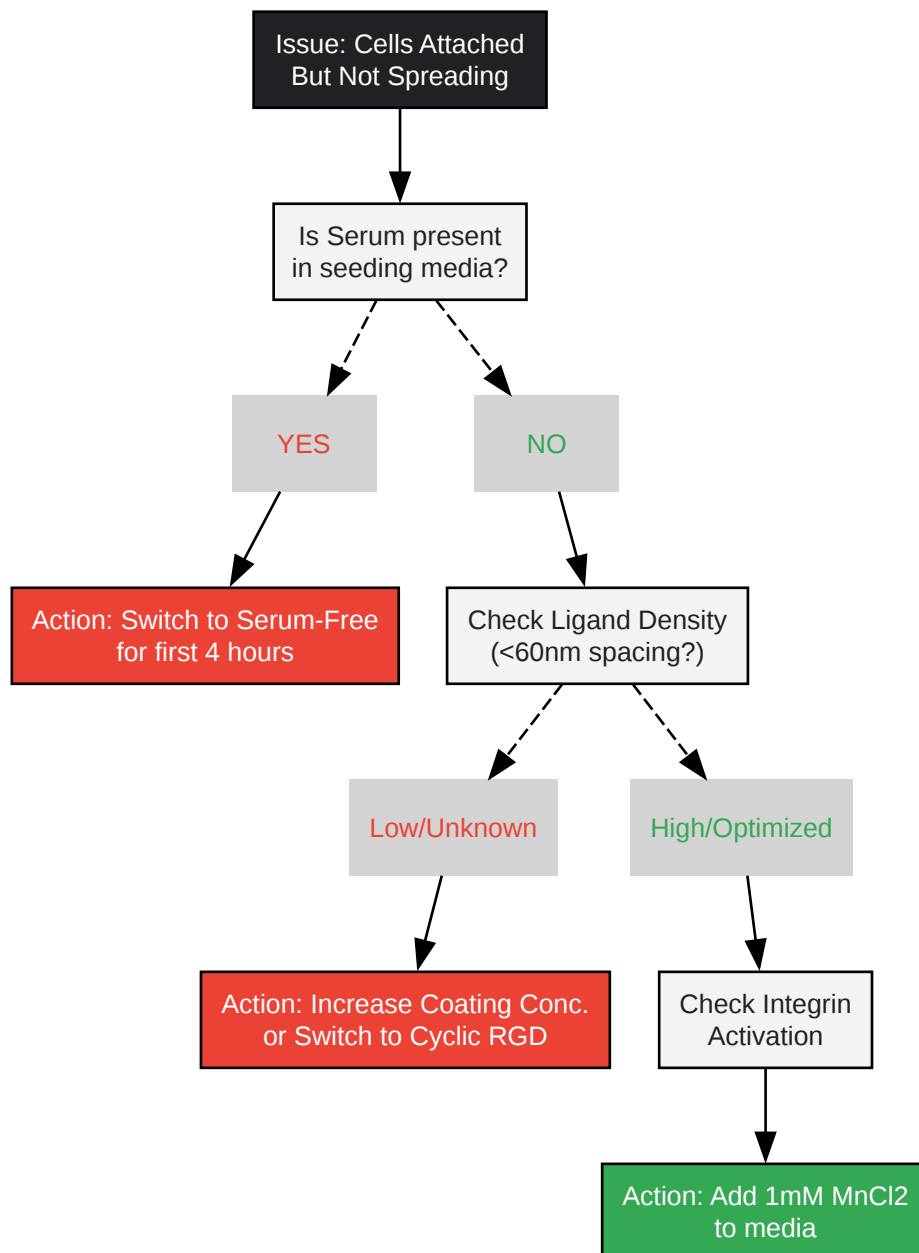 Issue: Cells Attached
But Not Spreading
Is Serum present
in seeding media?
YES
NO
Action: Switch to Serum-Free
for first 4 hours
Check Ligand Density
(<60nm spacing?)
Low/Unknown
High/Optimized
Action: Increase Coating Conc.
or Switch to Cyclic RGD
Check Integrin
Activation
Action: Add 1mM MnCl2
to media